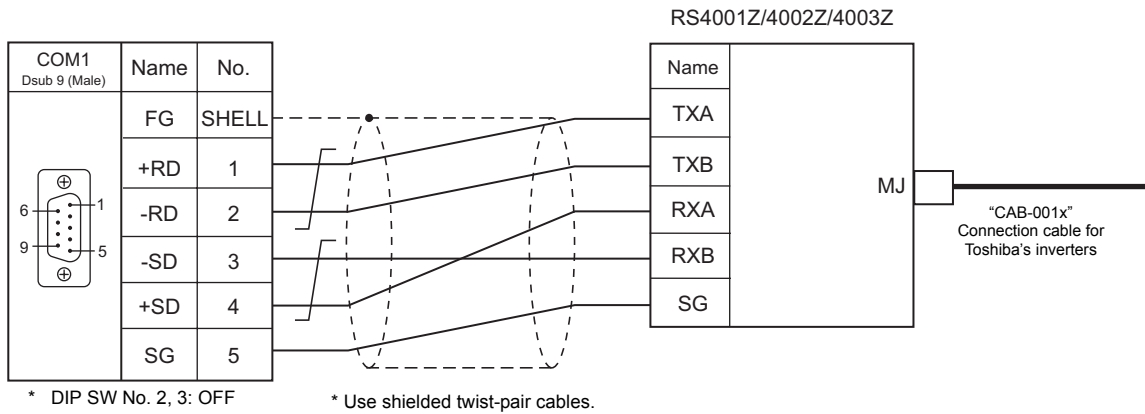 RS4001Z/4002Z/4003Z
COM1
Dsub 9 (Male)
Name No.
FG SHELL
+RD 1
-RD 2
-SD 3
+SD 4
SG 5
6
1
9
5
Name
TXA
TXB
RXA
RXB
SG
MJ
“CAB-001x”
Connection cable for
Toshiba’s inverters
* DIP SW No. 2, 3: OFF
* Use shielded twist-pair cables.